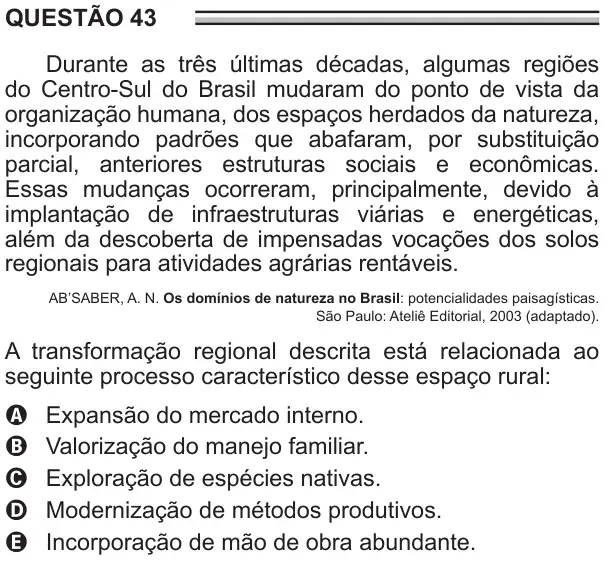 QUESTÃO 43
Durante as três últimas décadas, algumas regiões
do Centro-Sul do Brasil mudaram do ponto de vista da
organização humana, dos espaços herdados da natureza,
incorporando padrões que abafaram, por substituição
parcial, anteriores estruturas sociais e econômicas.
Essas mudanças ocorreram, principalmente, devido à
implantação de infraestruturas viárias e energéticas,
além da descoberta de impensadas vocações dos solos
regionais para atividades agrárias rentáveis.
AB'SABER, A. N. Os domínios de natureza no Brasil: potencialidades paisagísticas.
São Paulo: Ateliê Editorial, 2003 (adaptado).
A transformação regional descrita está relacionada ao
seguinte processo característico desse espaço rural:
A Expansão do mercado interno.
B Valorização do manejo familiar.
C Exploração de espécies nativas.
D Modernização de métodos produtivos.
E Incorporação de mão de obra abundante.